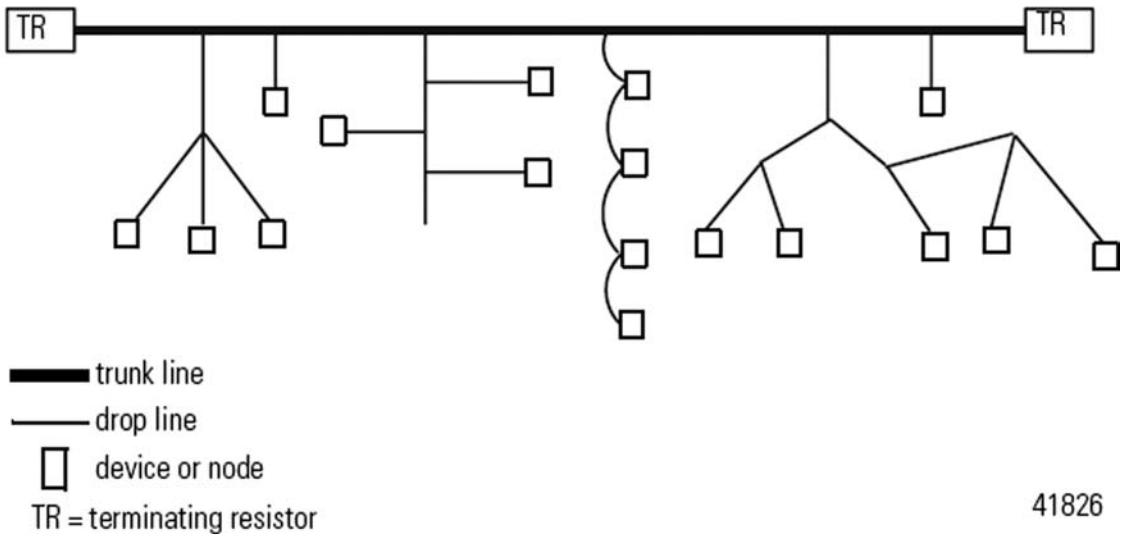 TR
TR
trunk line
drop line
device or node
TR = terminating resistor
41826